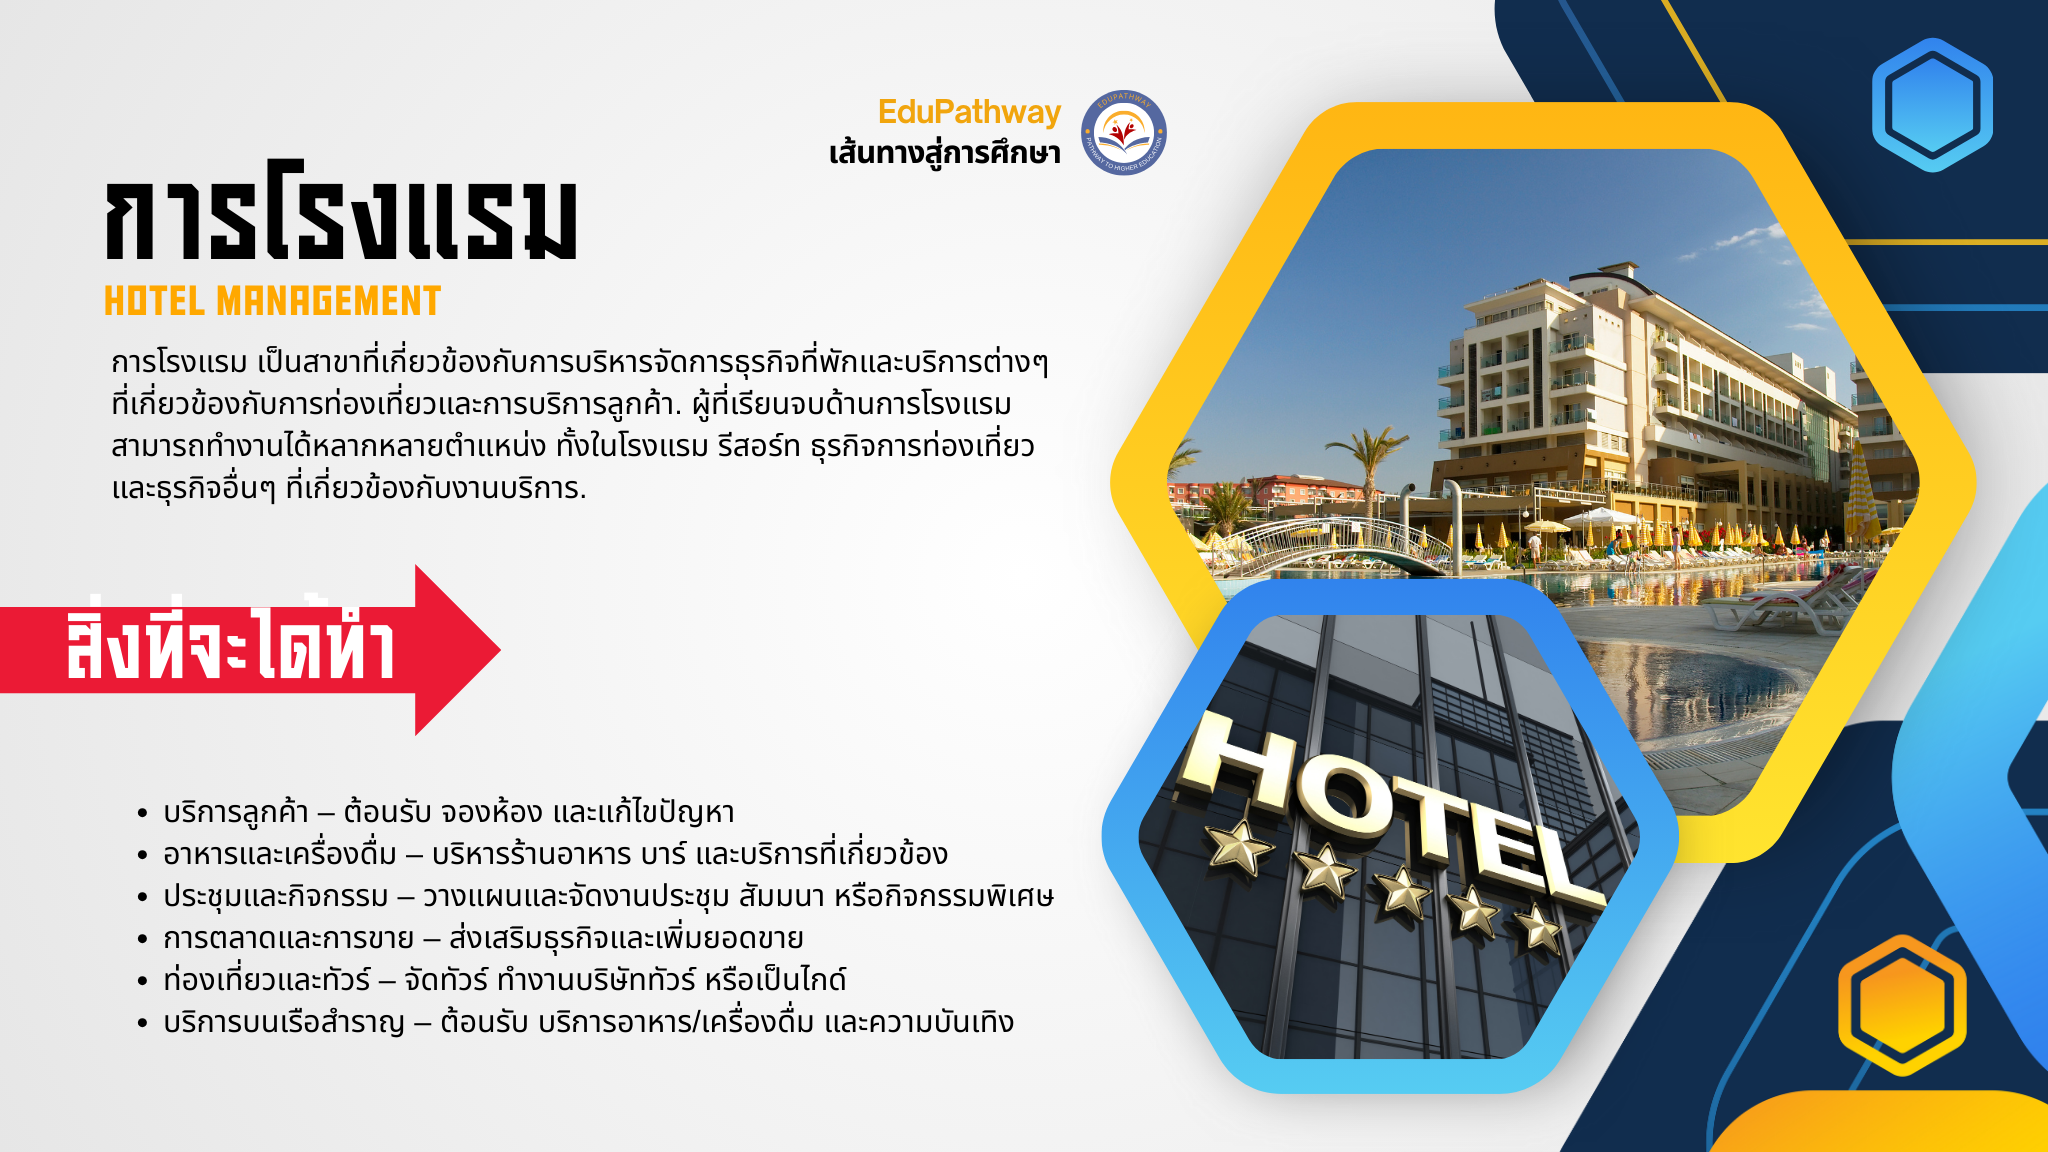 EduPathway
เส้นทางสู่การศึกษา
EDUPATHWAY
PATHWAY TO HIGHER EDUCATION
การโรงแรม
HOTEL MANAGEMENT
การโรงแรม เป็นสาขาที่เกี่ยวข้องกับการบริหารจัดการธุรกิจที่พักและบริการต่างๆ
ที่เกี่ยวข้องกับการท่องเที่ยวและการบริการลูกค้า. ผู้ที่เรียนจบด้านการโรงแรม
สามารถทำงานได้หลากหลายตำแหน่ง ทั้งในโรงแรม รีสอร์ท ธุรกิจการท่องเที่ยว
และธุรกิจอื่นๆ ที่เกี่ยวข้องกับงานบริการ.
สิ่งที่จะได้ทำ
• บริการลูกค้า – ต้อนรับ จองห้อง และแก้ไขปัญหา
• อาหารและเครื่องดื่ม – บริหารร้านอาหาร บาร์ และบริการที่เกี่ยวข้อง
• ประชุมและกิจกรรม – วางแผนและจัดงานประชุม สัมมนา หรือกิจกรรมพิเศษ
• การตลาดและการขาย – ส่งเสริมธุรกิจและเพิ่มยอดขาย
• ท่องเที่ยวและทัวร์ – จัดทัวร์ ทำงานบริษัททัวร์ หรือเป็นไกด์
• บริการบนเรือสำราญ – ต้อนรับ บริการอาหาร/เครื่องดื่ม และความบันเทิง
HOTEL